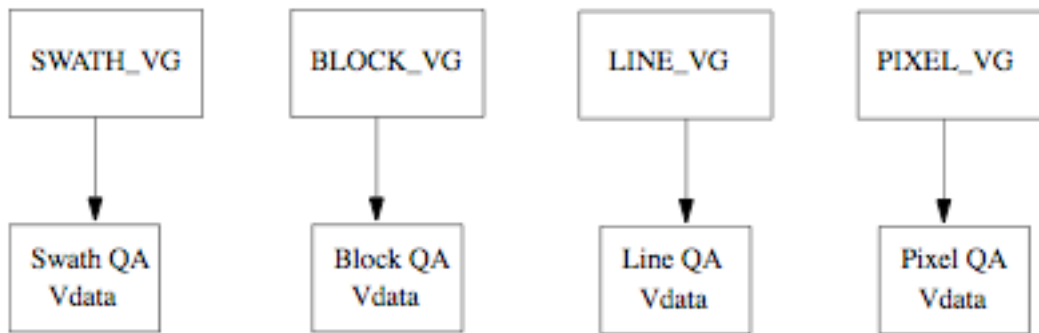 SWATH_VG
BLOCK_VG
LINE_VG
PIXEL_VG
Swath QA
Vdata
Block QA
Vdata
Line QA
Vdata
Pixel QA
Vdata